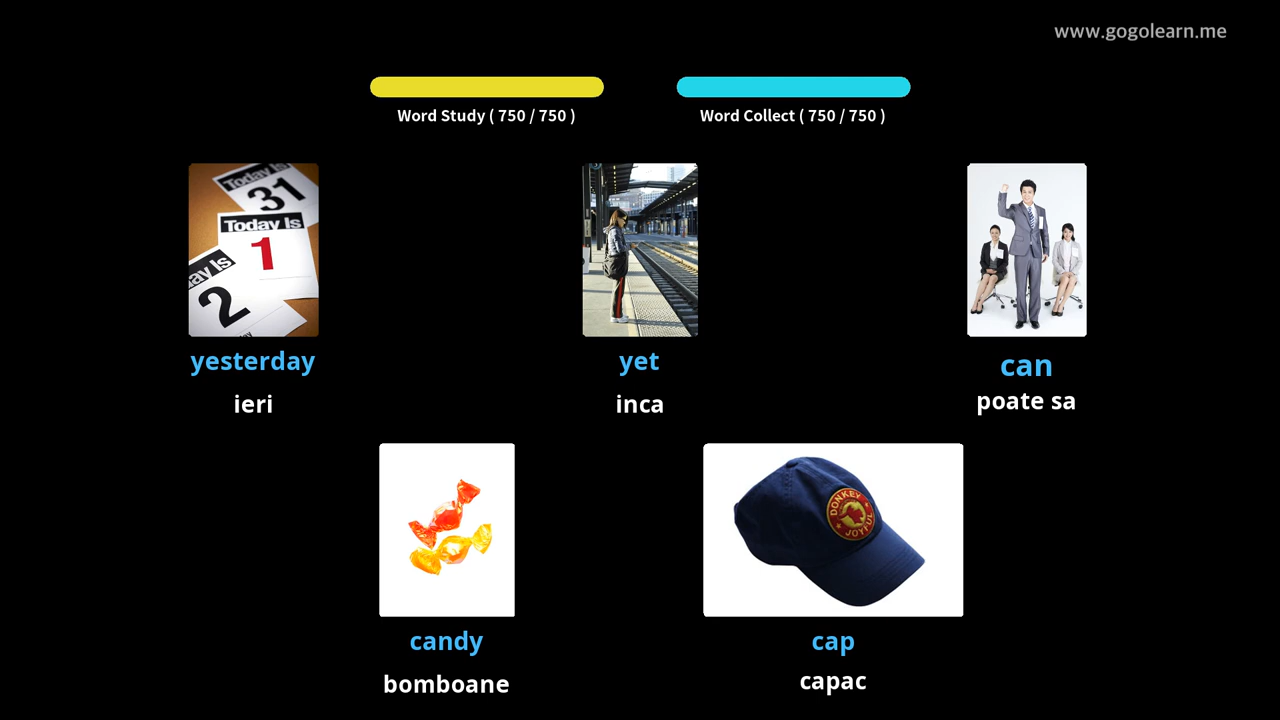 www.gogolearn.me
Word Study ( 750 / 750 )
Word Collect ( 750 / 750 )
Today Is
31
Today Is
1
ay Is
2
yesterday
ieri
yet
inca
can
poate sa
DONKEY
JOYFUL
candy
bomboane
cap
capac